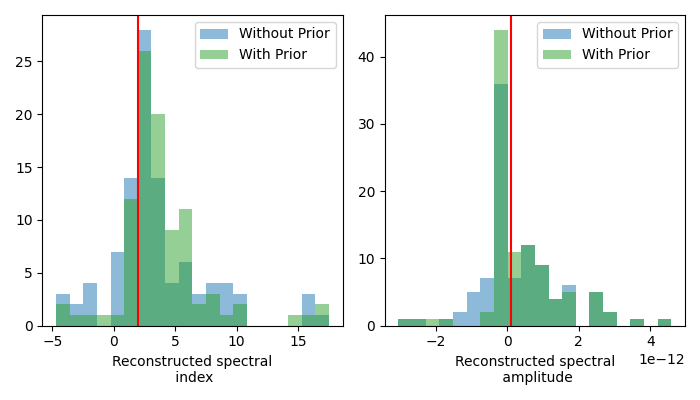 Without Prior
With Prior
25
20
15
10
5
0
−5
0
5
10
15
Reconstructed spectral
index
Without Prior
With Prior
40
30
20
10
0
−2
0
2
4
1e−12
Reconstructed spectral
amplitude